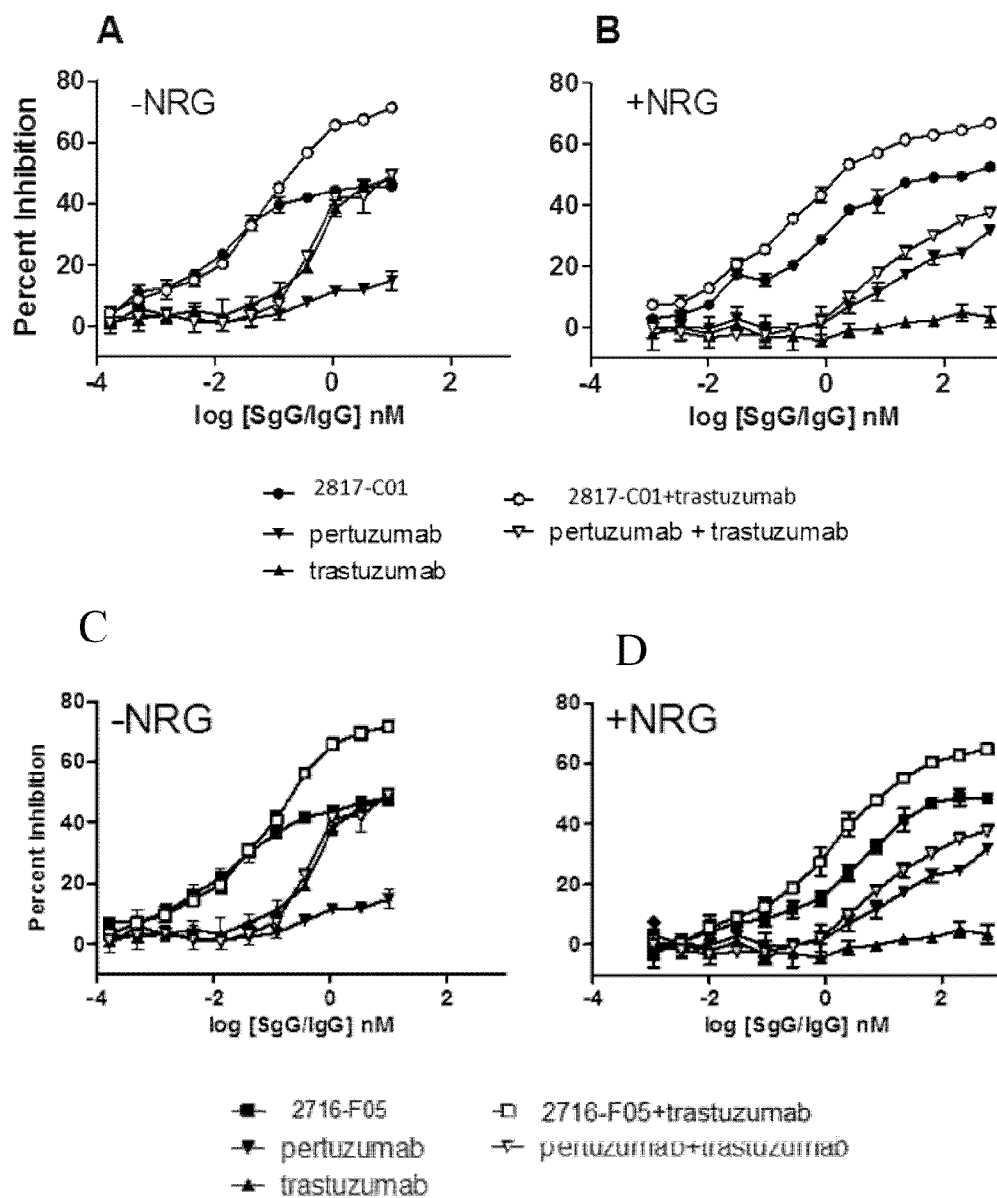 A
B
80
60
40
20
0
-NRG
Percent Inhibition
-4
-2
0
2
log [SgG/IgG] nM
80
60
40
20
0
+NRG
-4
-2
0
2
log [SgG/IgG] nM
2817-C01
2817-C01+trastuzumab
pertuzumab
pertuzumab + trastuzumab
trastuzumab
C
D
80
60
40
20
0
-NRG
Percent Inhibition
-4
-2
0
2
log [SgG/IgG] nM
80
60
40
20
0
+NRG
-4
-2
0
2
log [SgG/IgG] nM
2716-F05
2716-F05+trastuzumab
pertuzumab
pertuzumab+trastuzumab
trastuzumab